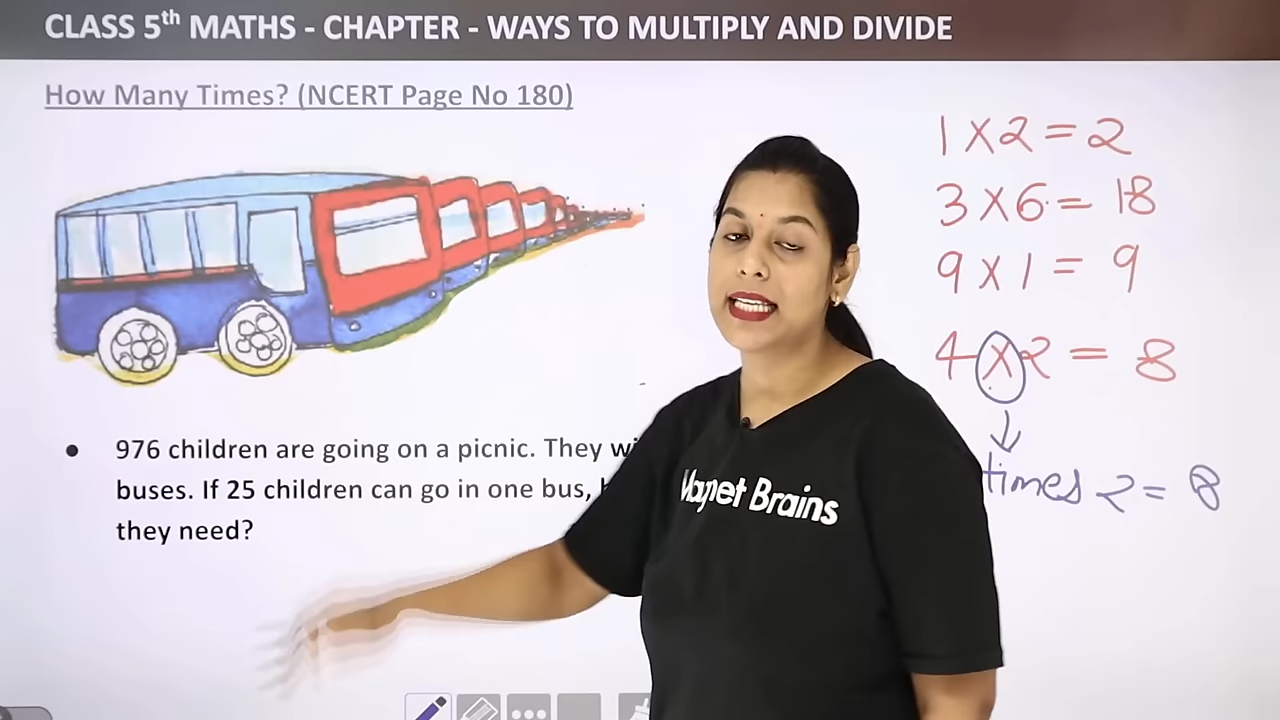 CLASS 5th MATHS - CHAPTER - WAYS TO MULTIPLY AND DIVIDE
How Many Times? (NCERT Page No 180)
1 X 2 = 2
3 X 6 = 18
9 X 1 = 9
4 X 2 = 8
times 2 = 8
• 976 children are going on a picnic. They
buses. If 25 children can go in one bus,
they need?
Magnet Brains